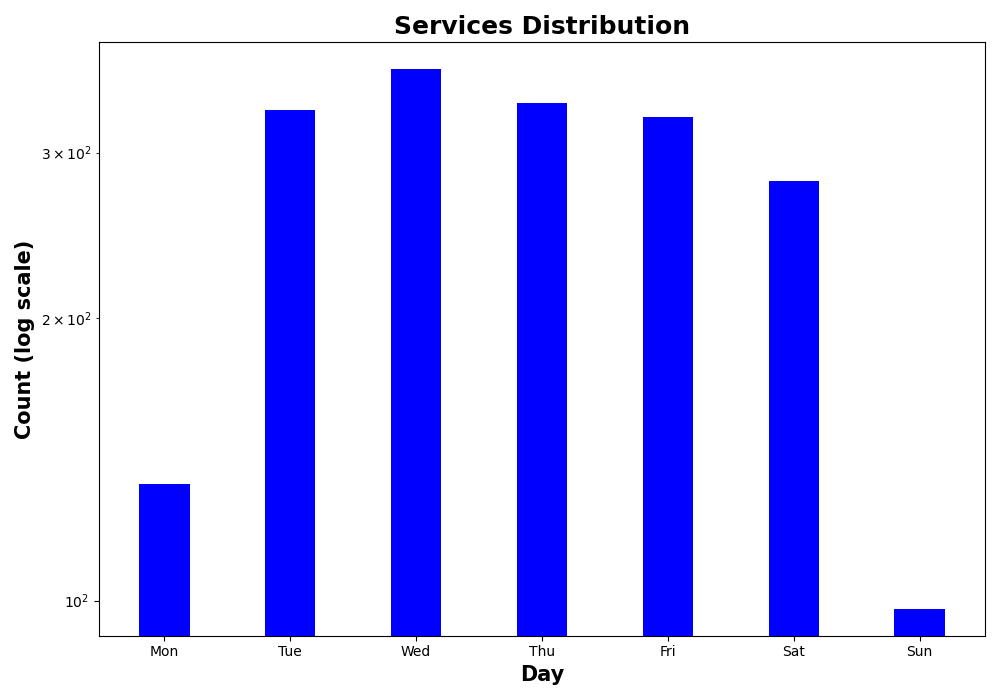 Services Distribution
Count (log scale)
3 × 10²
2 × 10²
10²
Mon Tue Wed Thu Fri Sat Sun
Day